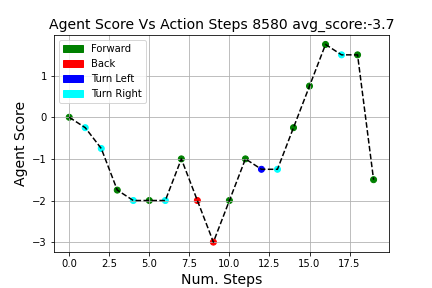 Agent Score Vs Action Steps 8580 avg_score:-3.7
Forward
Back
Turn Left
Turn Right
Agent Score
1
0
−1
−2
−3
0.0 2.5 5.0 7.5 10.0 12.5 15.0 17.5
Num. Steps